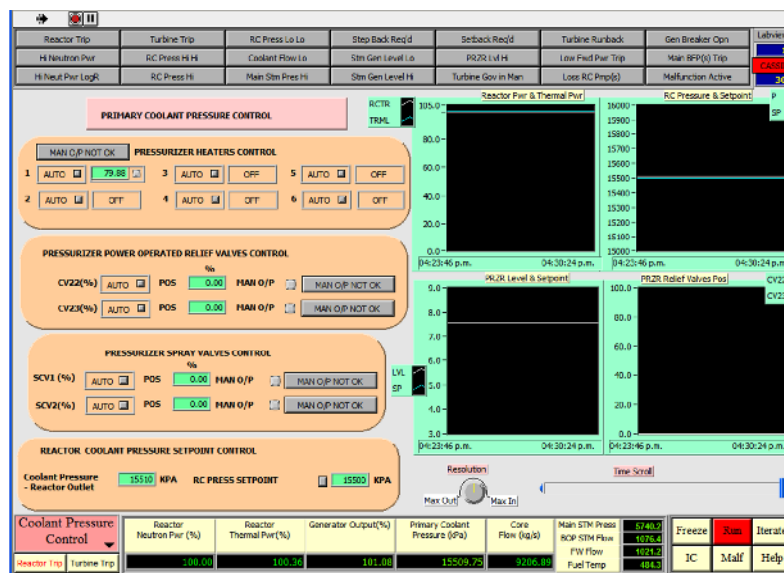 Reactor Trip Turbine Trip RC Press Lo Lo Step Back Req'd Setback Req'd Turbine Runback Gen Breaker Opn Labview
Hi Neutron Pwr RC Press Hi Hi Coolant Flow Lo Stm Gen Level Lo PRZR Lvl Hi Low Fwd Pwr Trip Main BFP(s) Trip
Hi Neut Pwr LogR RC Press Hi Main Stm Pres Hi Stm Gen Level Hi Turbine Gov in Man Loss RC Pmp(s) Malfunction Active
PRIMARY COOLANT PRESSURE CONTROL
MAN O/P NOT OK PRESSURIZER HEATERS CONTROL
1 AUTO 79.88 3 AUTO OFF 5 AUTO OFF
2 AUTO OFF 4 AUTO OFF 6 AUTO OFF
PRESSURIZER POWER OPERATED RELIEF VALVES CONTROL
%
CV22(%) AUTO POS 0.00 MAN O/P MAN O/P NOT OK
CV23(%) AUTO POS 0.00 MAN O/P MAN O/P NOT OK
PRESSURIZER SPRAY VALVES CONTROL
%
SCV1 (%) AUTO POS 0.00 MAN O/P MAN O/P NOT OK
SCV2(%) AUTO POS 0.00 MAN O/P MAN O/P NOT OK
REACTOR COOLANT PRESSURE SETPOINT CONTROL
Coolant Pressure
- Reactor Outlet 15510 KPA RC PRESS SETPOINT 15500 KPA
Reactor Pwr & Thermal Pwr
RCTR
TRML
105.0
80.0
60.0
40.0
20.0
0.0
04:23:46 p.m. 04:30:24 p.m.
RC Pressure & Setpoint
P
SP
16000
15900
15800
15700
15600
15500
15400
15300
15200
15100
15000
04:23:46 p.m.
PRZR Level & Setpoint
LVL
SP
9.0
8.0
7.0
6.0
5.0
4.0
3.0
04:23:46 p.m. 04:30:24 p.m.
PRZR Relief Valves Pos
100.0
80.0
60.0
40.0
20.0
0.0
04:23:46 p.m.
Resolution
Max Out Max In
Time Scroll
Coolant Pressure
Control
Reactor Trip Turbine Trip
Reactor
Neutron Pwr (%)
100.00
Reactor
Thermal Pwr(%)
100.36
Generator Output(%)
101.08
Primary Coolant
Pressure (kPa)
15509.75
Core
Flow (kg/s)
9206.89
Main STM Press 5740.2
BOP STM Flow 1076.4
FW Flow 1021.2
Fuel Temp 484.3
Freeze Run Iterate
IC Malf Help